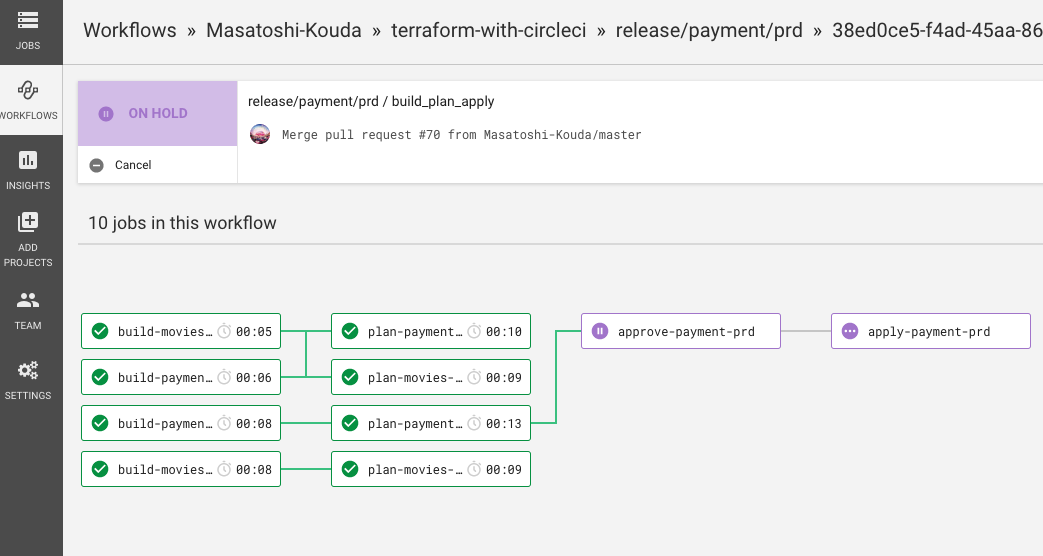 Workflows » Masatoshi-Kouda » terraform-with-circleci » release/payment/prd » 38ed0ce5-f4ad-45aa-86
JOBS
WORKFLOWS
INSIGHTS
ADD
PROJECTS
TEAM
SETTINGS
ON HOLD
Cancel
release/payment/prd / build_plan_apply
Merge pull request #70 from Masatoshi-Kouda/master
10 jobs in this workflow
build-movies… 00:05
plan-payment… 00:10
approve-payment-prd
apply-payment-prd
build-paymen… 00:06
plan-movies-… 00:09
build-paymen… 00:08
plan-payment… 00:13
build-movies… 00:08
plan-movies-… 00:09